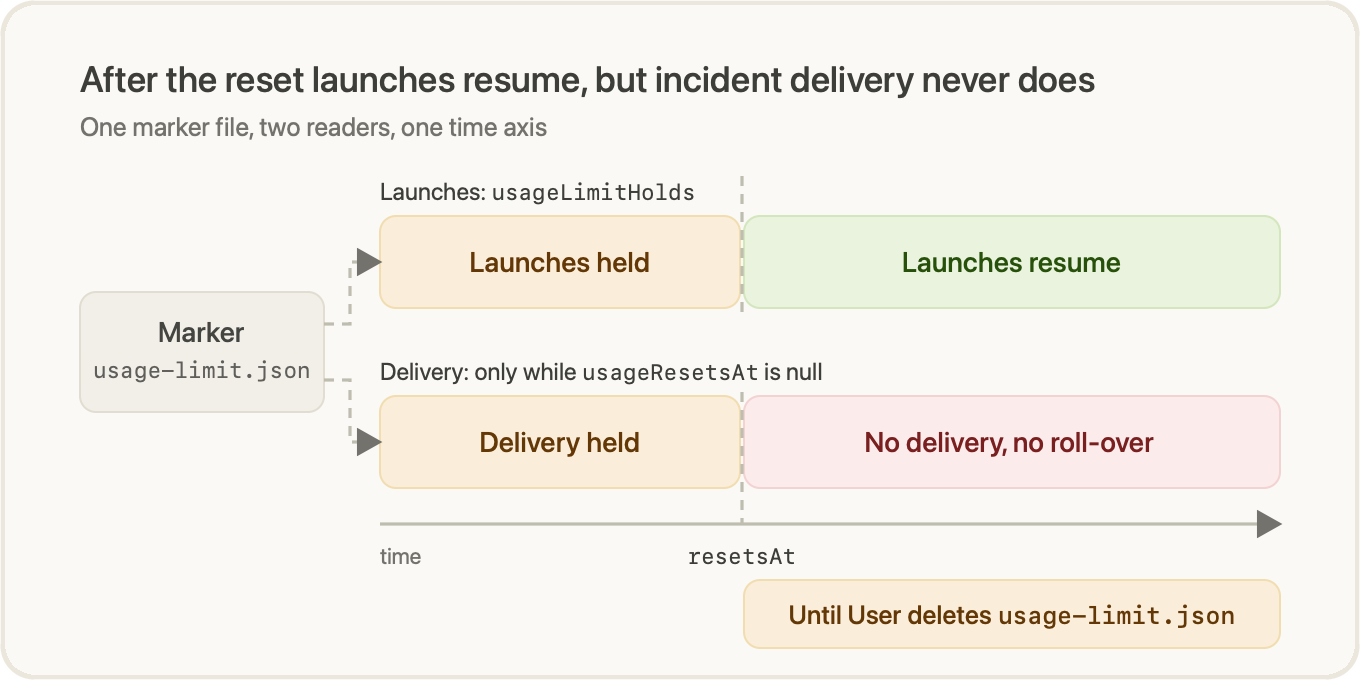 After the reset launches resume, but incident delivery never does
One marker file, two readers, one time axis
Launches: usageLimitHolds
Launches held
Launches resume
Marker
usage-limit.json
Delivery: only while usageResetsAt is null
Delivery held
No delivery, no roll-over
time
resetsAt
Until User deletes usage-limit.json